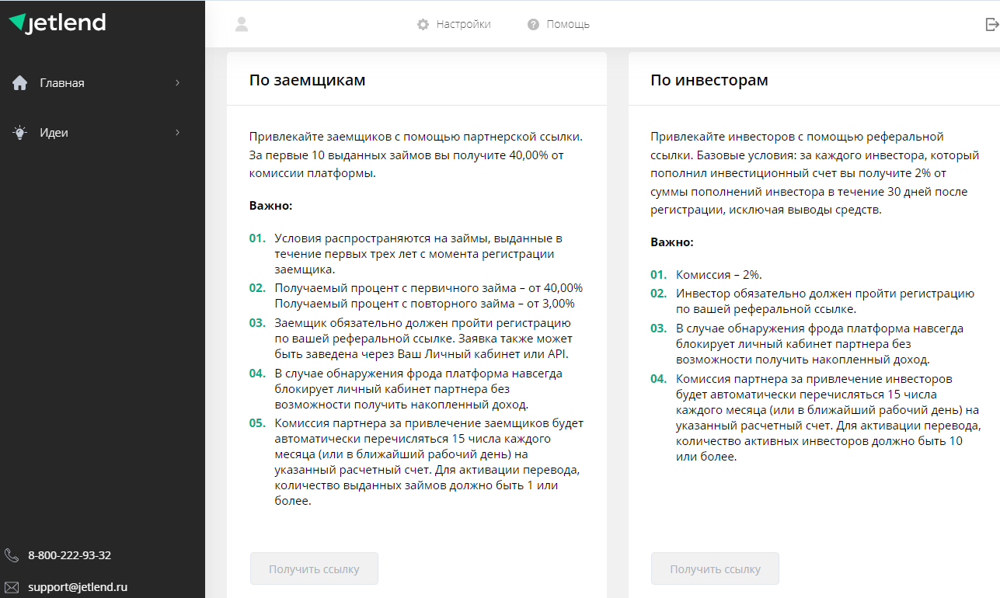 jetlend
Настройки
Помощь
Главная
Идеи
8-800-222-93-32
support@jetlend.ru
По заемщикам
Привлекайте заемщиков с помощью партнерской ссылки.
За первые 10 выданных займов вы получите 40,00% от
комиссии платформы.
Важно:
01. Условия распространяются на займы, выданные в
течение первых трех лет с момента регистрации
заемщика.
02. Получаемый процент с первичного займа – от 40,00%
Получаемый процент с повторного займа – от 3,00%
03. Заемщик обязательно должен пройти регистрацию
по вашей реферальной ссылке. Заявка также может
быть заведена через Ваш Личный кабинет или API.
04. В случае обнаружения фрода платформа навсегда
блокирует личный кабинет партнера без
возможности получить накопленный доход.
05. Комиссия партнера за привлечение заемщиков будет
автоматически перечисляться 15 числа каждого
месяца (или в ближайший рабочий день) на
указанный расчетный счет. Для активации перевода,
количество выданных займов должно быть 1 или
более.
Получить ссылку
По инвесторам
Привлекайте инвесторов с помощью реферальной
ссылки. Базовые условия: за каждого инвестора, который
пополнил инвестиционный счет вы получите 2% от
суммы пополнений инвестора в течение 30 дней после
регистрации, исключая выводы средств.
Важно:
01. Комиссия – 2%.
02. Инвестор обязательно должен пройти регистрацию
по вашей реферальной ссылке.
03. В случае обнаружения фрода платформа навсегда
блокирует личный кабинет партнера без
возможности получить накопленный доход.
04. Комиссия партнера за привлечение инвесторов
будет автоматически перечисляться 15 числа
каждого месяца (или в ближайший рабочий день) на
указанный расчетный счет. Для активации перевода,
количество активных инвесторов должно быть 10
или более.
Получить ссылку